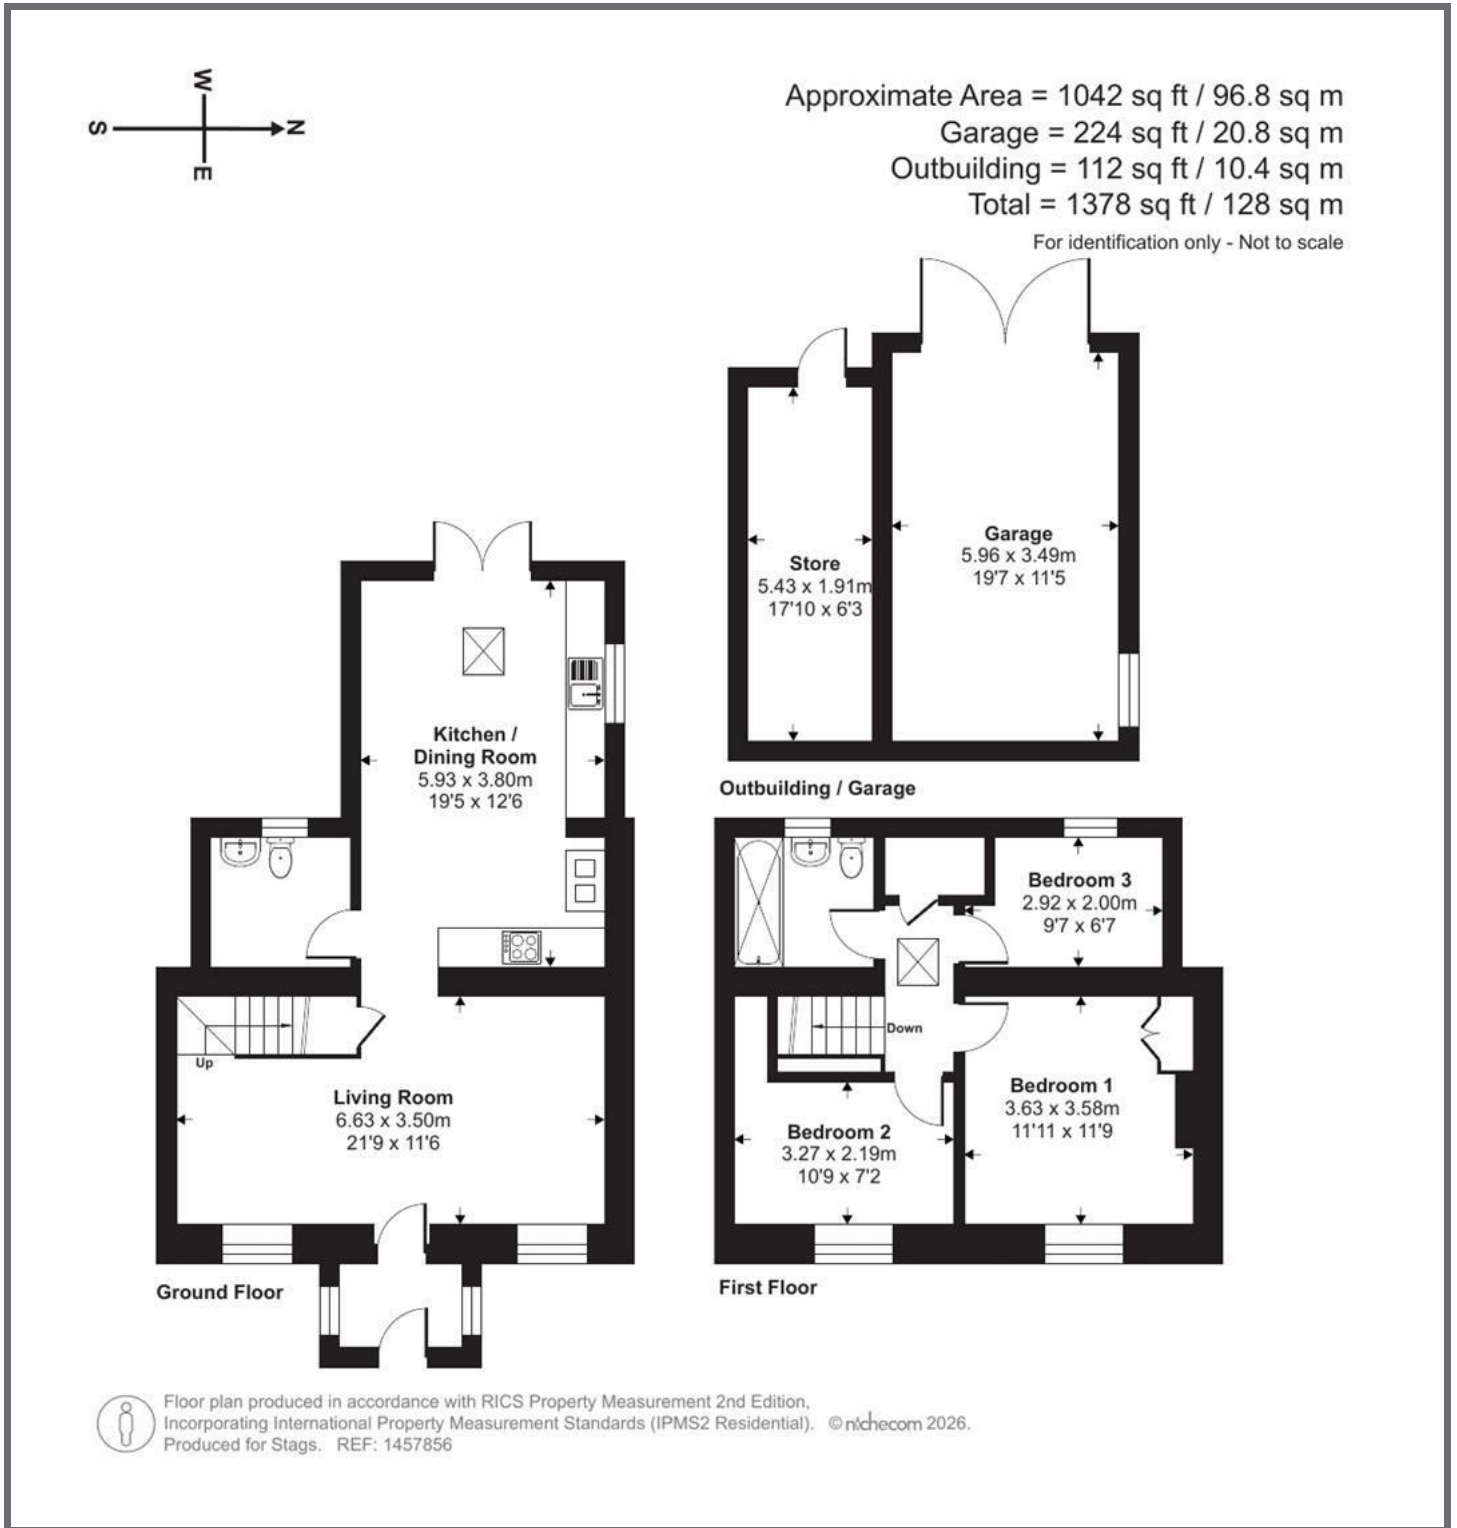 W
S N
E
Approximate Area = 1042 sq ft / 96.8 sq m
Garage = 224 sq ft / 20.8 sq m
Outbuilding = 112 sq ft / 10.4 sq m
Total = 1378 sq ft / 128 sq m
For identification only - Not to scale
Garage
5.96 x 3.49m
19'7 x 11'5
Store
5.43 x 1.91m
17'10 x 6'3
Outbuilding / Garage
Kitchen /
Dining Room
5.93 x 3.80m
19'5 x 12'6
Up
Living Room
6.63 x 3.50m
21'9 x 11'6
Ground Floor
Bedroom 3
2.92 x 2.00m
9'7 x 6'7
Down
Bedroom 1
3.63 x 3.58m
11'11 x 11'9
Bedroom 2
3.27 x 2.19m
10'9 x 7'2
First Floor
Floor plan produced in accordance with RICS Property Measurement 2nd Edition,
Incorporating International Property Measurement Standards (IPMS2 Residential). © nichecom 2026.
Produced for Stags. REF: 1457856